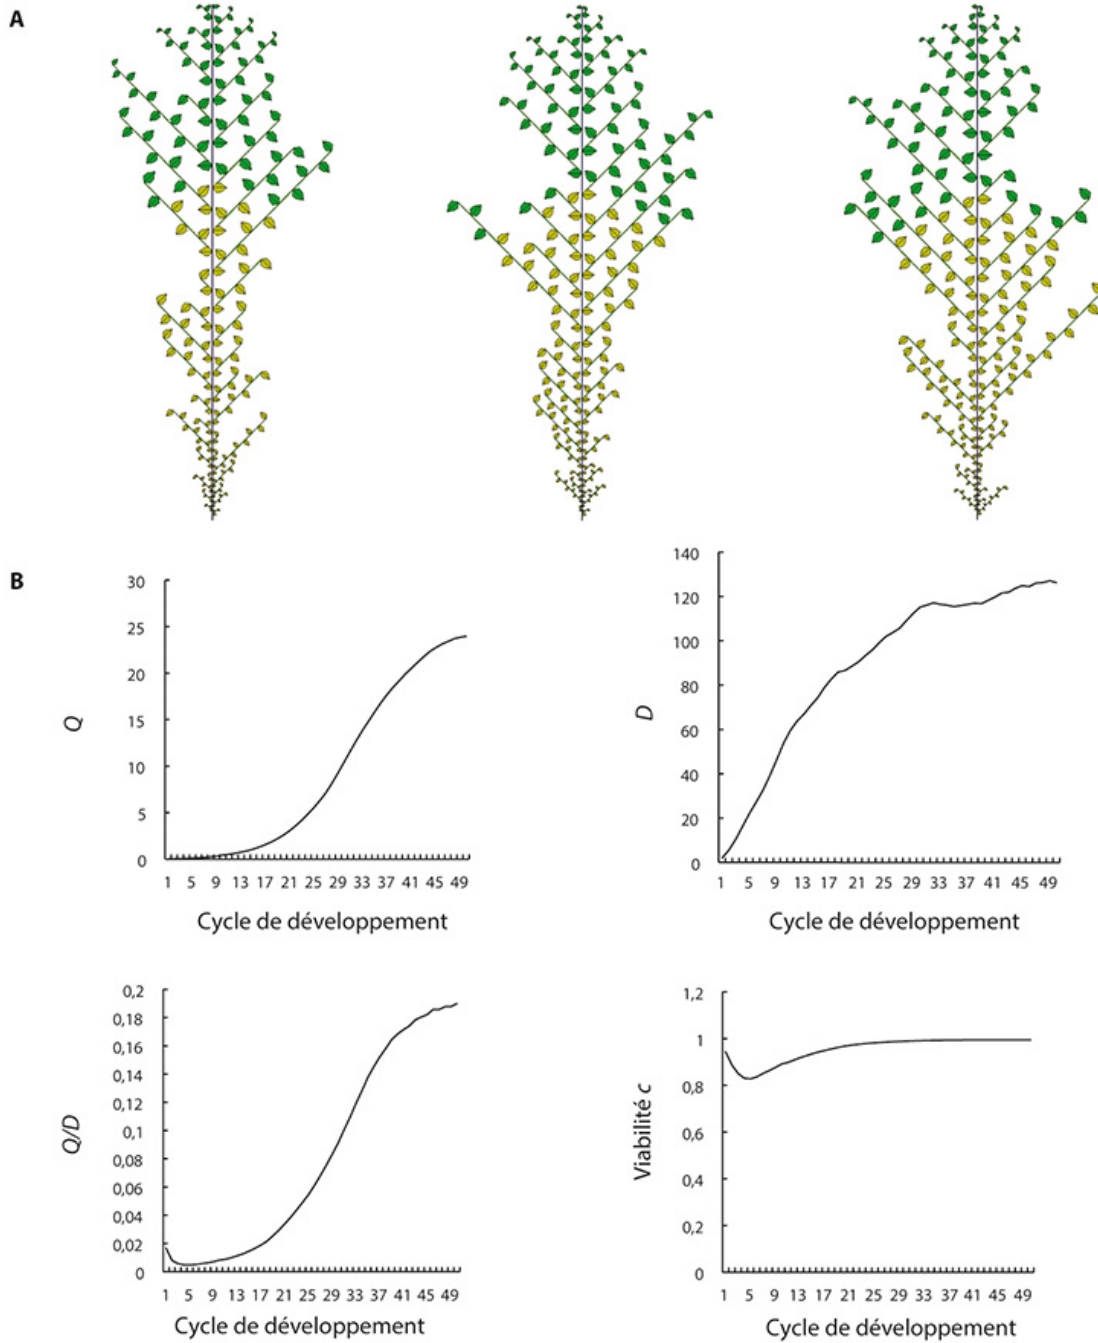 A
B
30
25
20
15
10
5
0
Q
1 5 9 13 17 21 25 29 33 37 41 45 49
Cycle de développement
140
120
100
80
60
40
20
0
D
1 5 9 13 17 21 25 29 33 37 41 45 49
Cycle de développement
0,2
0,18
0,16
0,14
0,12
0,1
0,08
0,06
0,04
0,02
0
Q/D
1 5 9 13 17 21 25 29 33 37 41 45 49
Cycle de développement
1,2
1
0,8
0,6
0,4
0,2
0
Viabilité c
1 5 9 13 17 21 25 29 33 37 41 45 49
Cycle de développement